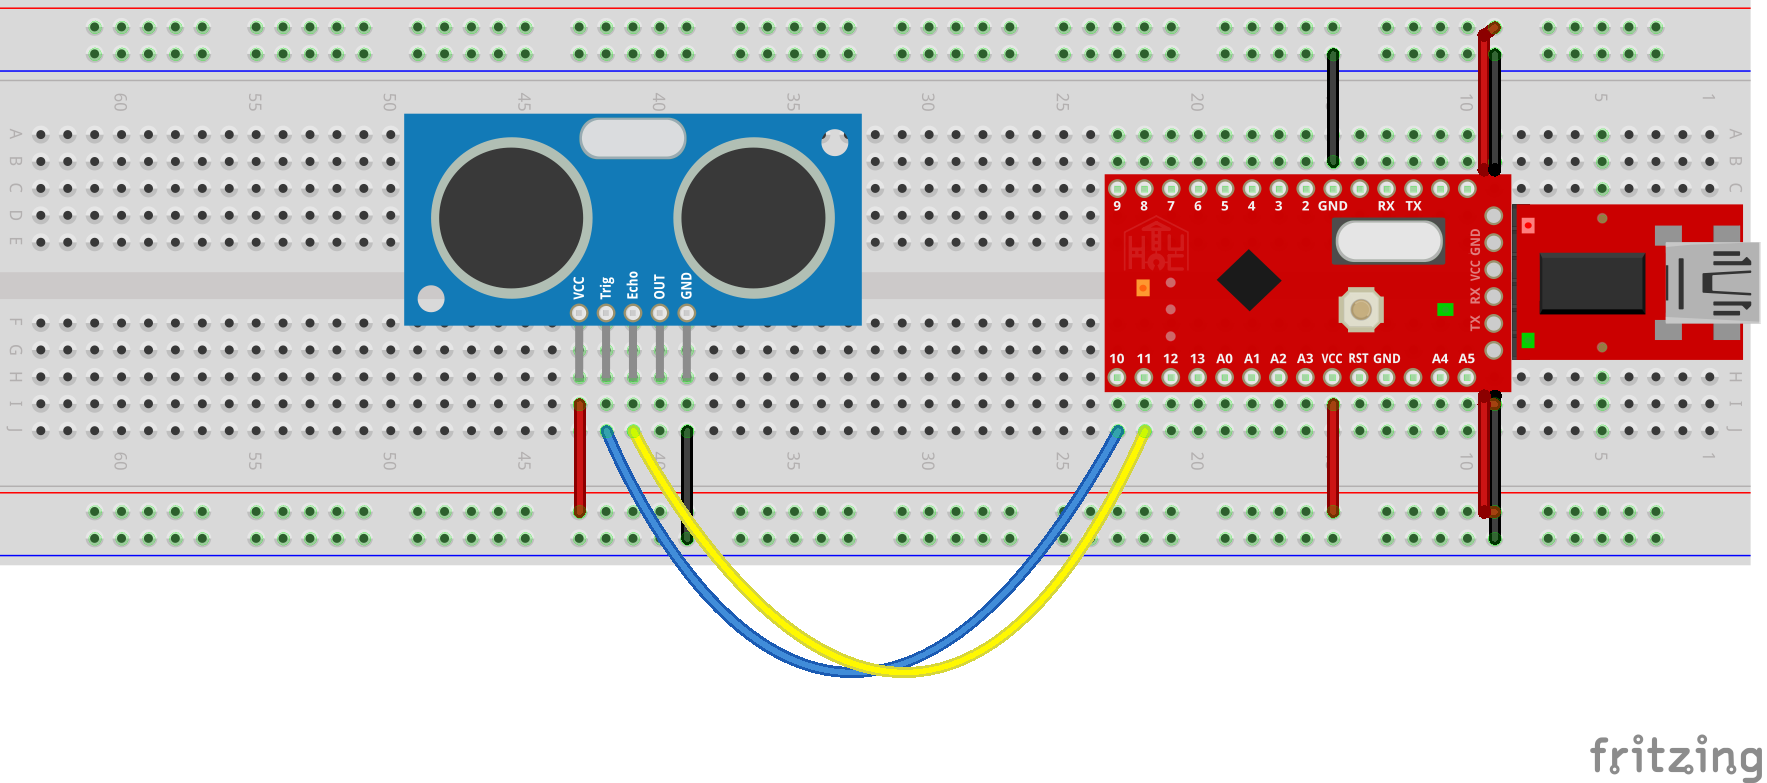 60 55 50 45 40 35 30 25 20 10 5 1
A A
B B
C C
D
E
9 8 7 6 5 4 3 2 GND RX TX
VCC Trig Echo OUT GND
GND
VCC
RX
TX
F
G
H H
I I
J J
10 11 12 13 A0 A1 A2 A3 VCC RST GND A4 A5
60 55 50 45 40 35 30 25 20 10 5 1
fritzing